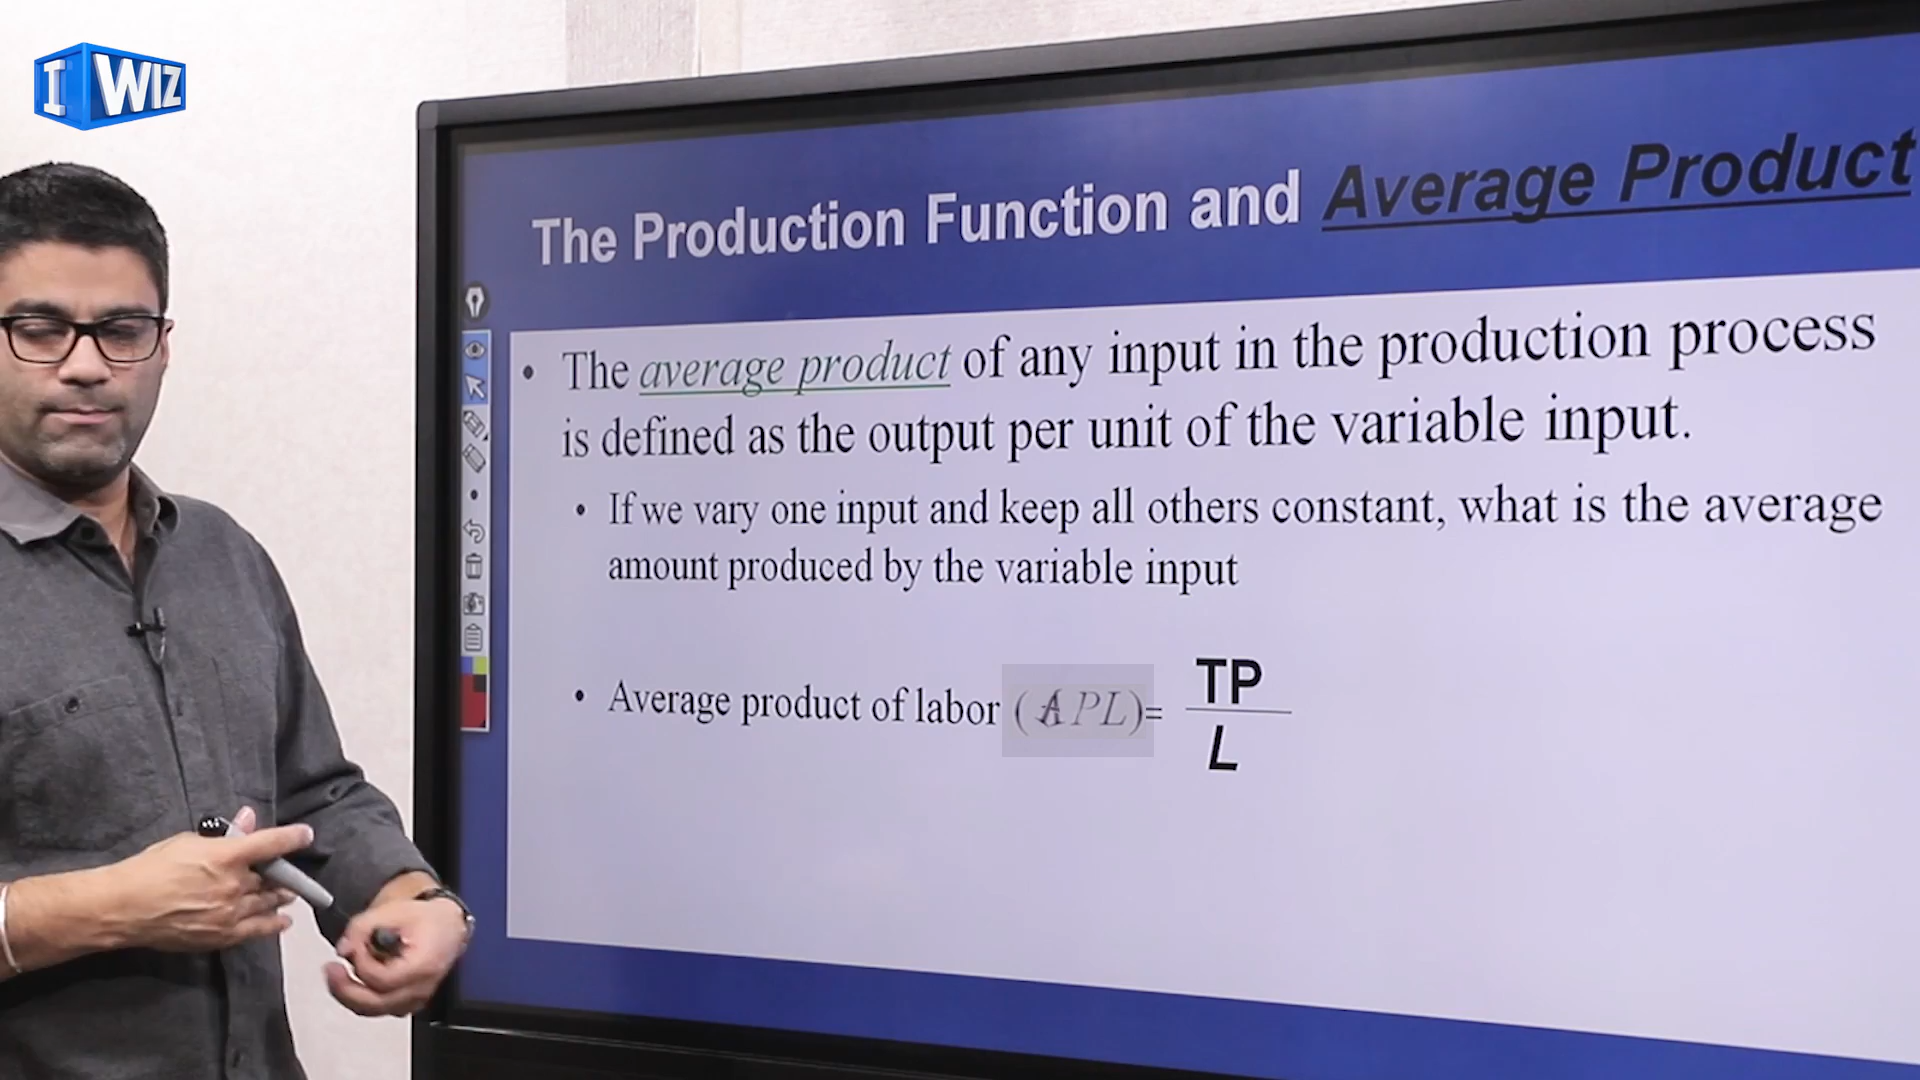 I WIZ
The Production Function and Average Product
• The average product of any input in the production process
is defined as the output per unit of the variable input.
• If we vary one input and keep all others constant, what is the average
amount produced by the variable input
• Average product of labor (APL)= TP
L